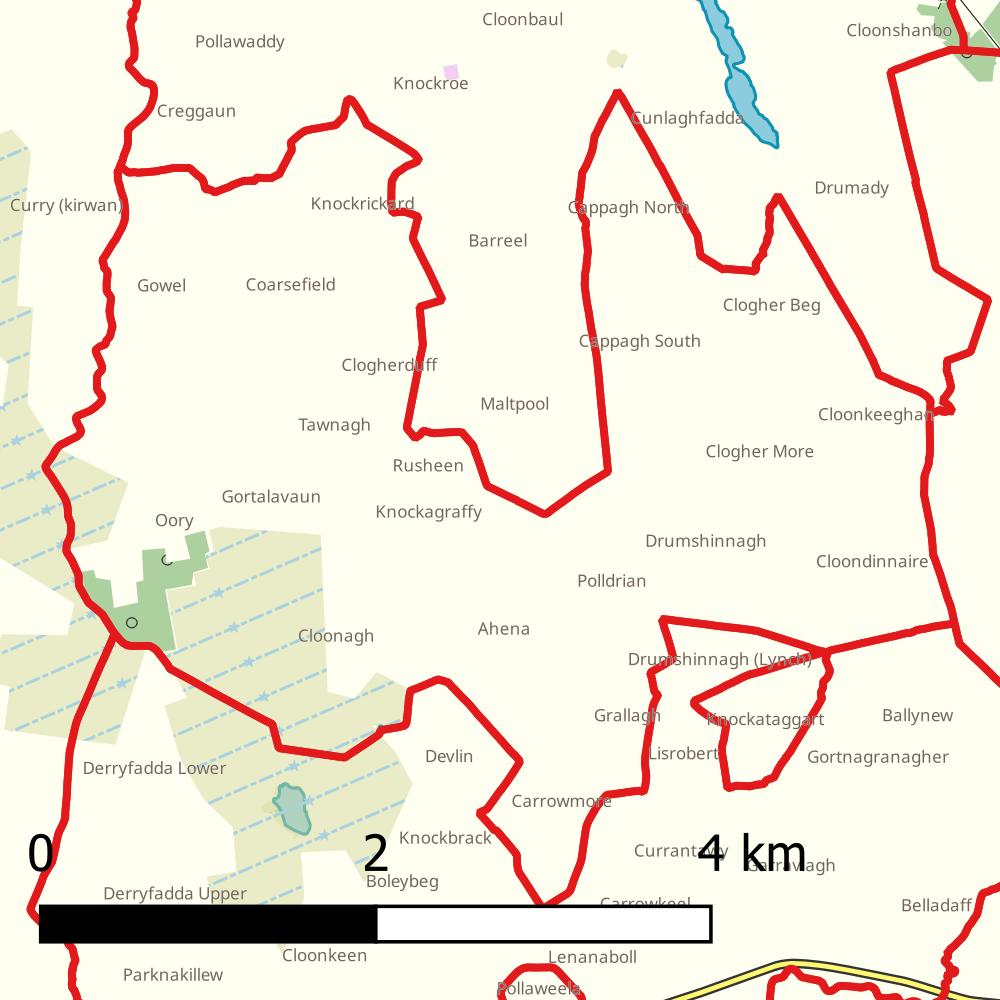 Cloonbaul
Cloonshanbo
Pollawaddy
Knockroe
Creggaun
Cunlaghfadda
Drumady
Curry (kirwan)
Knockrickard
Cappagh North
Barreel
Gowel
Coarsefield
Clogher Beg
Cappagh South
Clogherduff
Maltpool
Cloonkeeghan
Tawnagh
Clogher More
Rusheen
Gortalavaun
Knockagraffy
Oory
Drumshinnagh
Cloondinnaire
Polldrian
Ahena
Cloonagh
Drumshinnagh (Lynch)
Grallagh
Knockataggart
Ballynew
Lisrobert
Devlin
Gortnagranagher
Derryfadda Lower
Carrowmore
Knockbrack
0 2 4 km
Currantawy
Garravlagh
Boleybeg
Derryfadda Upper
Carrowkeel
Belladaff
Cloonkeen
Lenanaboll
Parknakillew
Pollaweela